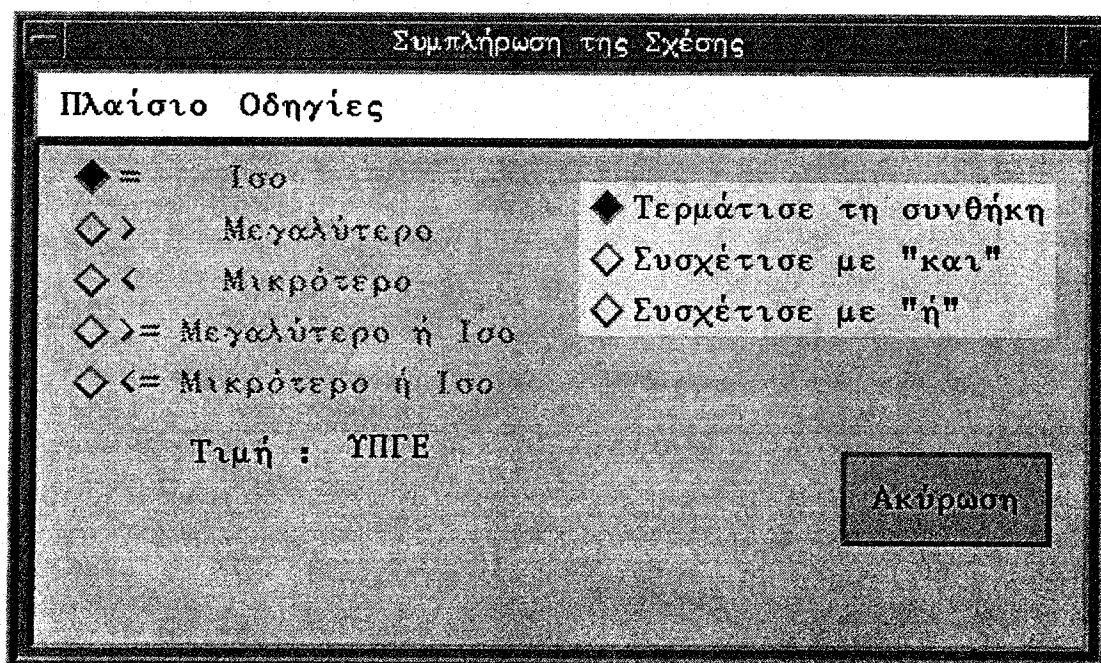 Συμπλήρωση της Σχέσης
Πλαίσιο Οδηγίες
= Ισο
> Μεγαλύτερο
< Μικρότερο
>= Μεγαλύτερο ή Ισο
<= Μικρότερο ή Ισο
Τιμή : ΥΠΓΕ
Τερμάτισε τη συνθήκη
Συσχέτισε με "και"
Συσχέτισε με "ή"
Ακύρωση